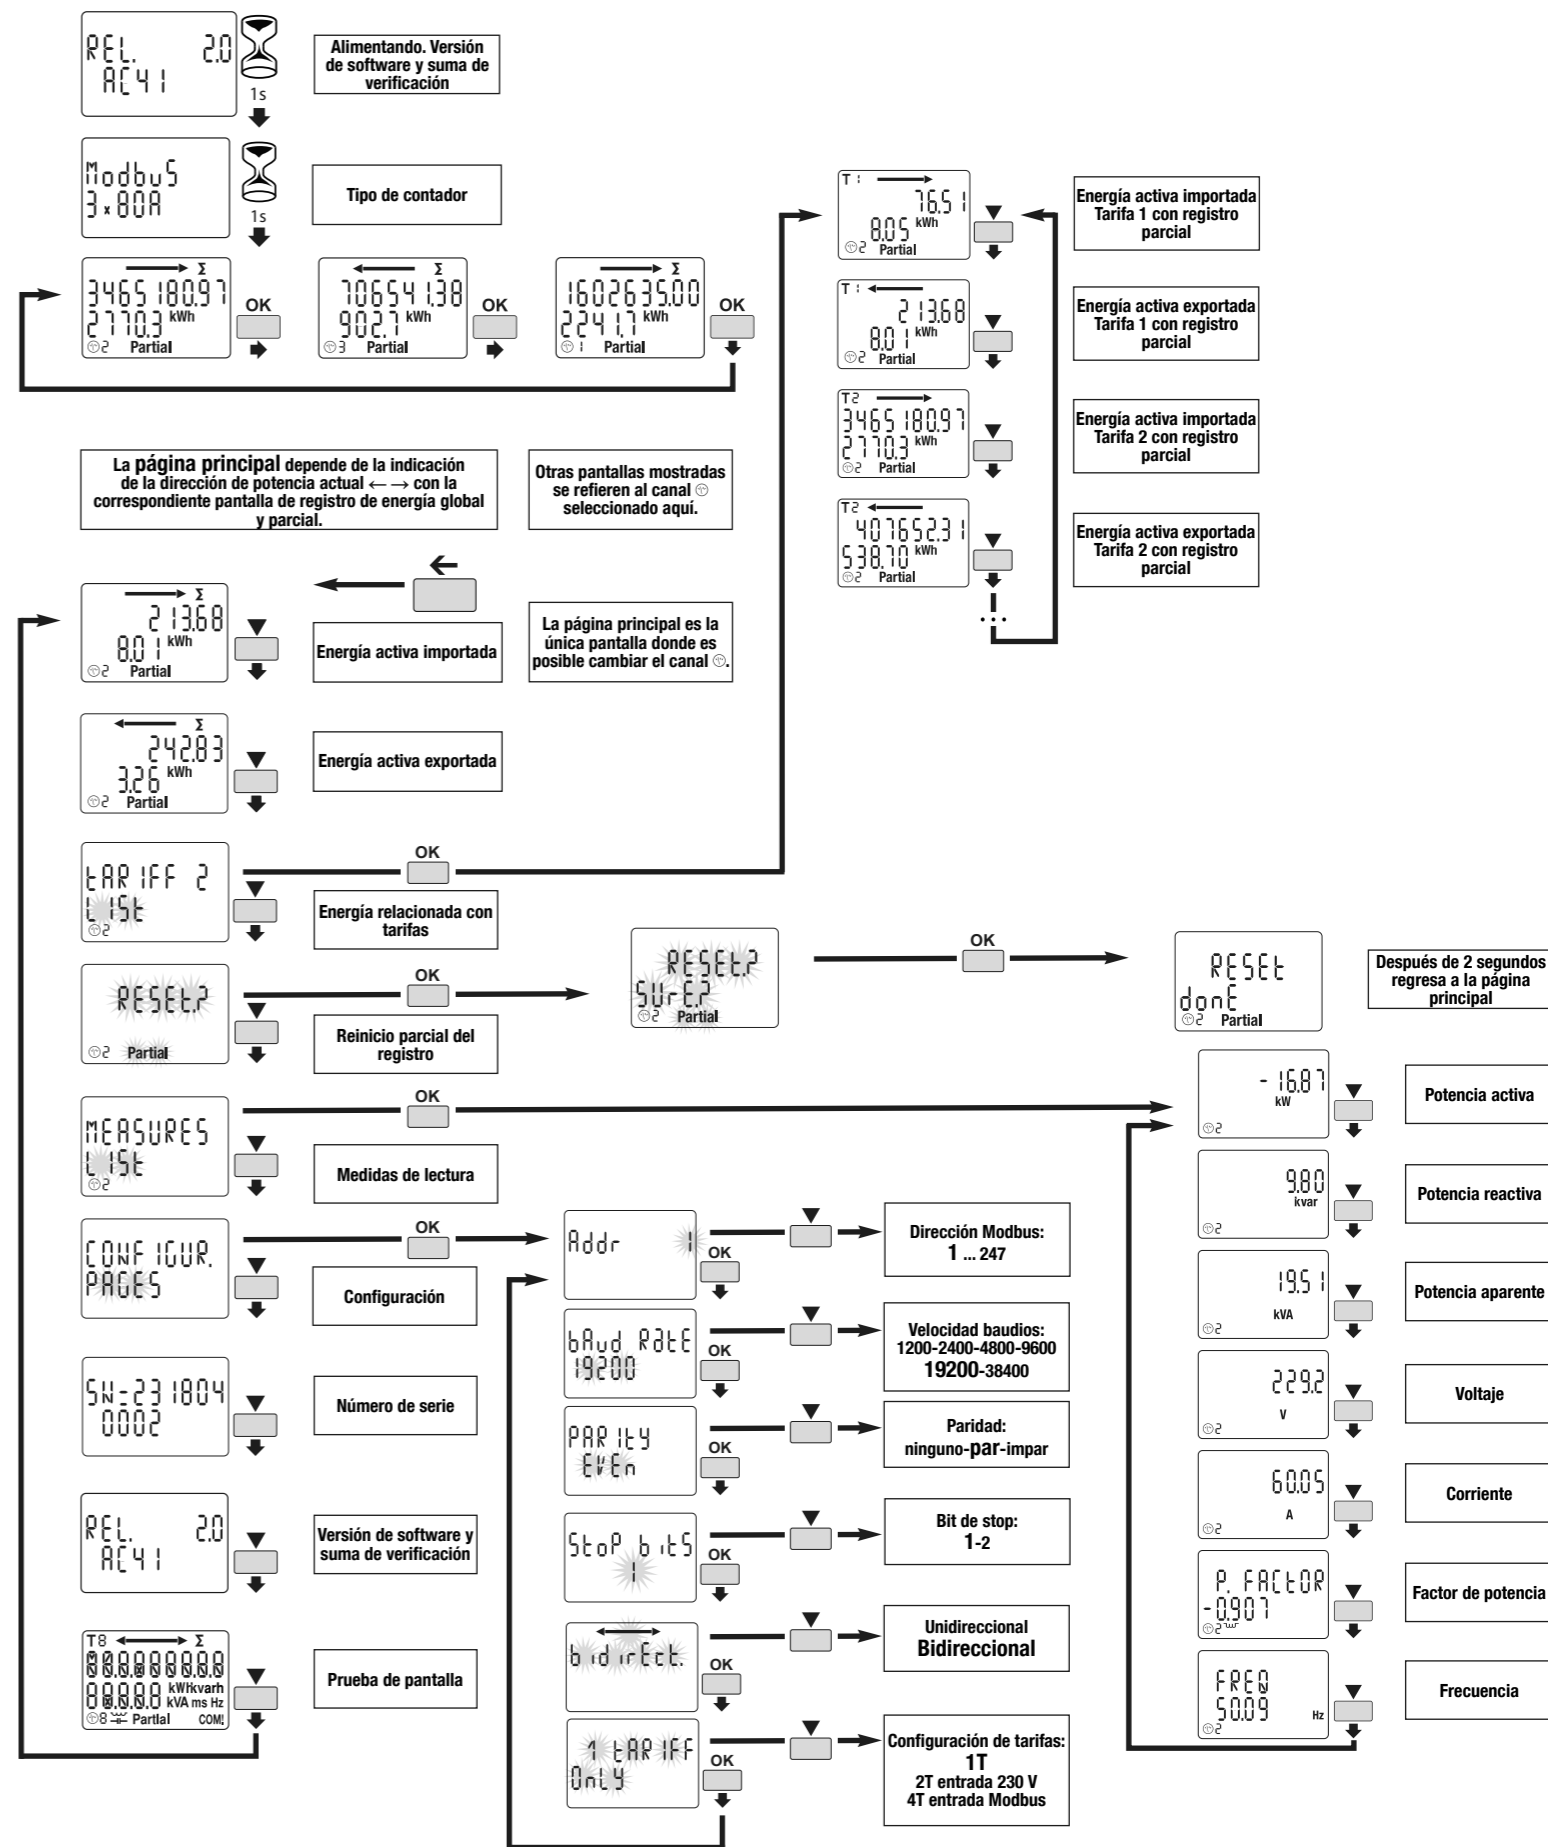 REL. 2.0
AC41
1s
Alimentando. Versión
de software y suma de
verificación
ModbuS
3x80A
1s
Tipo de contador
→ Σ
3465180.97
2770.3 kWh
2 Partial
OK
← Σ
706541.38
902.7 kWh
3 Partial
OK
→ Σ
1602635.00
2241.7 kWh
1 Partial
OK
La página principal depende de la indicación
de la dirección de potencia actual ← → con la
correspondiente pantalla de registro de energía global
y parcial.
Otras pantallas mostradas
se refieren al canal
seleccionado aquí.
→ Σ
213.68
8.01 kWh
2 Partial
Energía activa importada
La página principal es la
única pantalla donde es
posible cambiar el canal .
← Σ
242.83
3.26 kWh
2 Partial
Energía activa exportada
tARIFF 2
LISt
2
OK
Energía relacionada con
tarifas
T1 →
76.51
8.05 kWh
2 Partial
Energía activa importada
Tarifa 1 con registro
parcial
T1 ←
213.68
8.01 kWh
2 Partial
Energía activa exportada
Tarifa 1 con registro
parcial
T2 →
3465180.97
2770.3 kWh
2 Partial
Energía activa importada
Tarifa 2 con registro
parcial
T2 ←
407652.31
538.70 kWh
2 Partial
Energía activa exportada
Tarifa 2 con registro
parcial
...
RESEt.?
2 Partial
OK
Reinicio parcial del
registro
RESEt.?
SUrE.?
2 Partial
OK
RESEt
donE
2 Partial
Después de 2 segundos
regresa a la página
principal
MEASURES
LISt
2
OK
Medidas de lectura
- 16.87
kW
2
Potencia activa
9.80
kvar
2
Potencia reactiva
19.51
kVA
2
Potencia aparente
229.2
V
2
Voltaje
60.05
A
2
Corriente
P. FACtOR
-0.907
2
Factor de potencia
FREQ
50.09 Hz
2
Frecuencia
CONFIGUR.
PAGES
OK
Configuración
Addr 1
OK
Dirección Modbus:
1 ... 247
bAud RatE
19200
OK
Velocidad baudios:
1200-2400-4800-9600
19200-38400
PARItY
EVEn
OK
Paridad:
ninguno-par-impar
StoP bitS
1
OK
Bit de stop:
1-2
bidirEct.
OK
Unidireccional
Bidireccional
1 tARIFF
OnLY
OK
Configuración de tarifas:
1T
2T entrada 230 V
4T entrada Modbus
SN=231804
0002
Número de serie
REL. 2.0
AC41
Versión de software y
suma de verificación
T8 ← → Σ
kWhkvarh
kVA ms Hz
8 Partial COM!
Prueba de pantalla